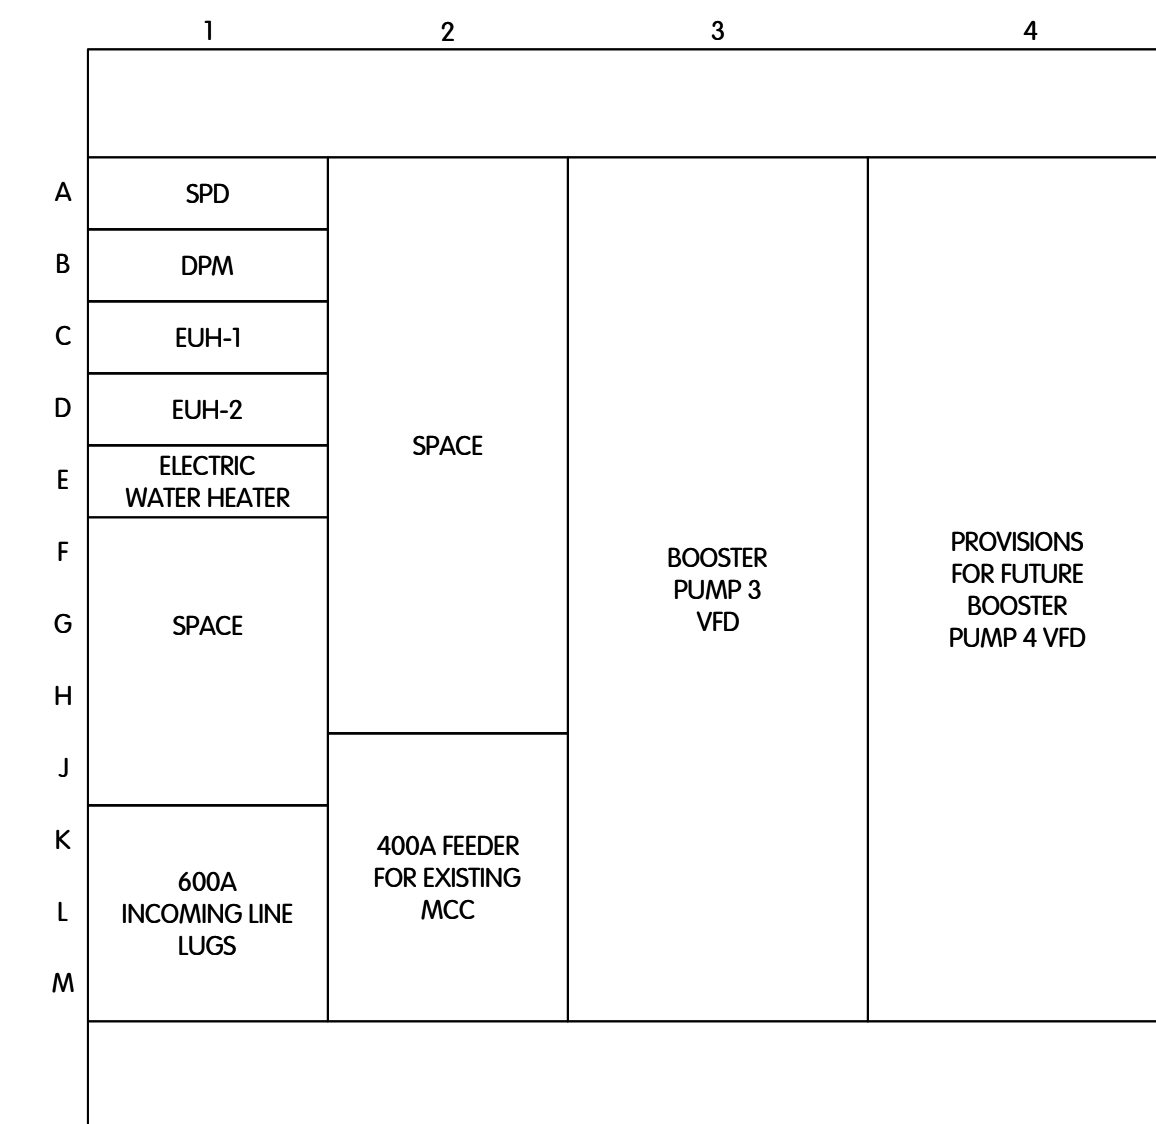 1
2
3
4
A
B
C
D
E
F
G
H
J
K
L
M
SPD
DPM
EUH-1
EUH-2
ELECTRIC
WATER HEATER
SPACE
600A
INCOMING LINE
LUGS
SPACE
400A FEEDER
FOR EXISTING
MCC
BOOSTER
PUMP 3
VFD
PROVISIONS
FOR FUTURE
BOOSTER
PUMP 4 VFD